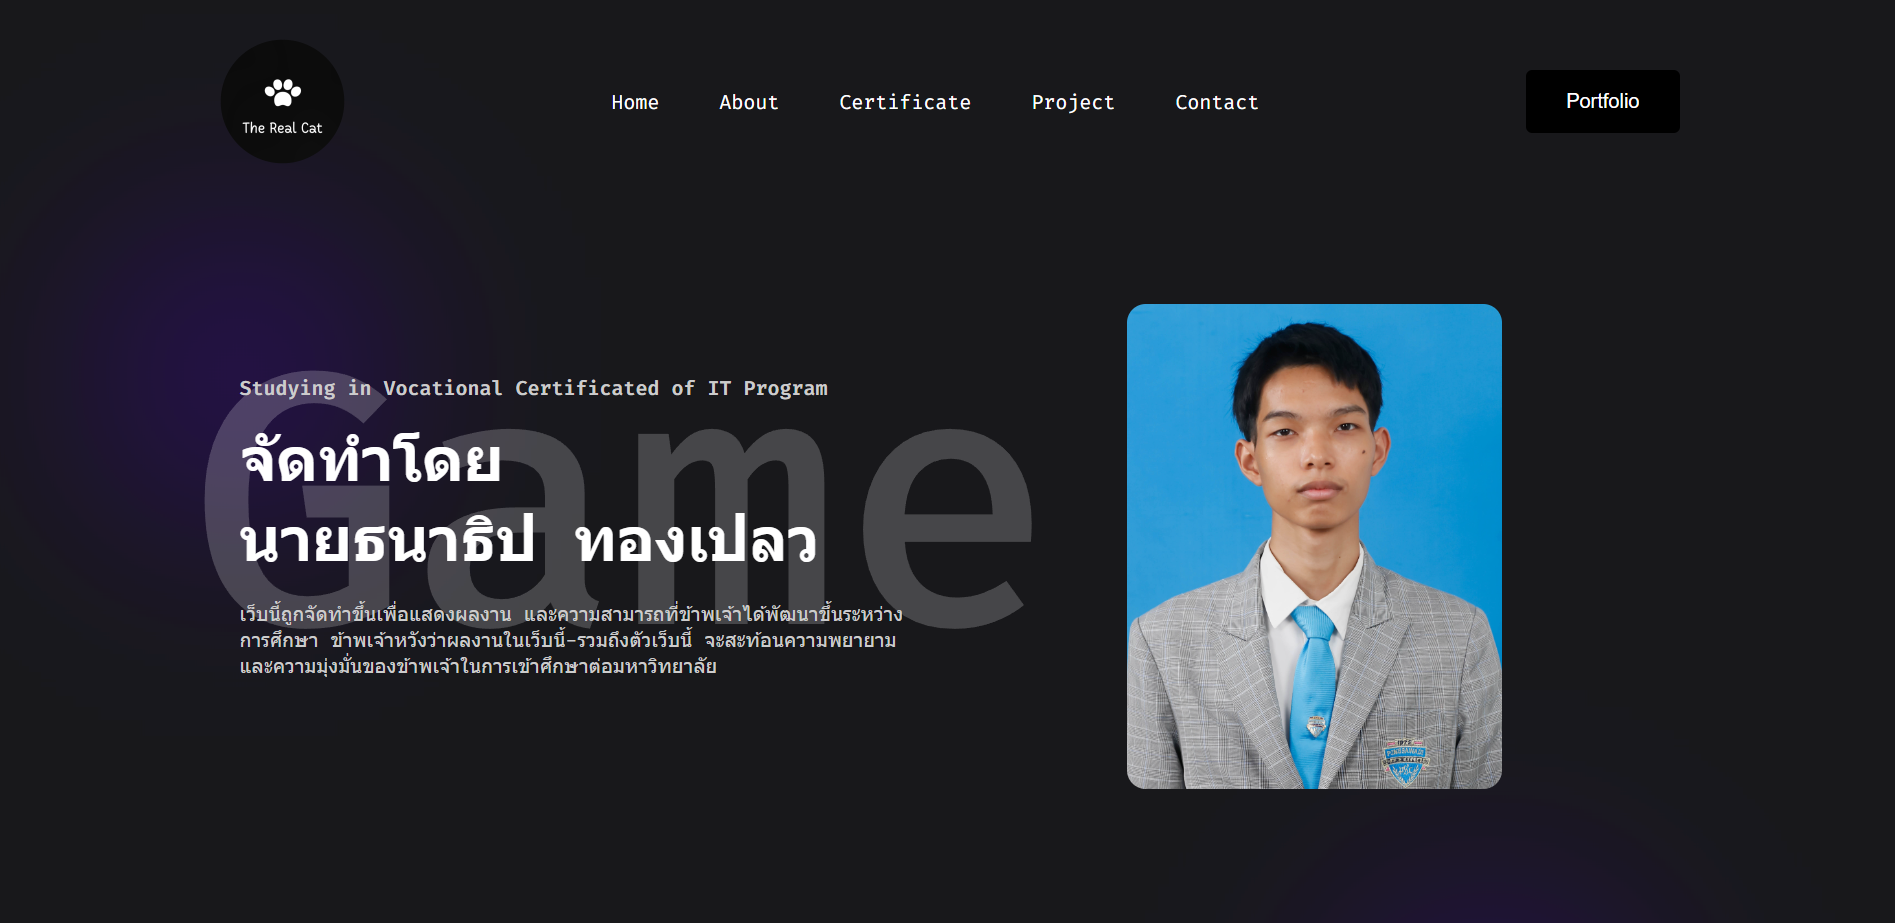 The Real Cat
Home
About
Certificate
Project
Contact
Portfolio
Game
Studying in Vocational Certificated of IT Program
จัดทำโดย
นายธนาธิป ทองเปลว
เว็บนี้ถูกจัดทำขึ้นเพื่อแสดงผลงาน และความสามารถที่ข้าพเจ้าได้พัฒนาขึ้นระหว่าง
การศึกษา ข้าพเจ้าหวังว่าผลงานในเว็บนี้-รวมถึงตัวเว็บนี้ จะสะท้อนความพยายาม
และความมุ่งมั่นของข้าพเจ้าในการเข้าศึกษาต่อมหาวิทยาลัย